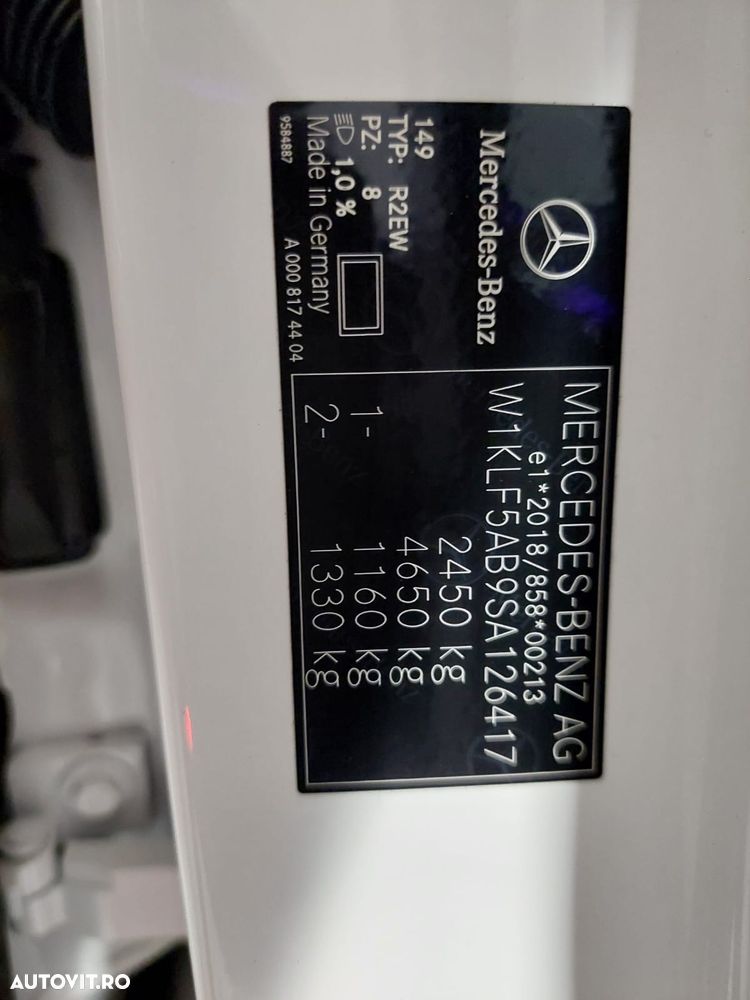 Mercedes-Benz
149
TYP: R2EW
PZ: 8
1,0 %
Made in Germany
9584887 A 000 817 44 04
MERCEDES-BENZ AG
e1*2018/858*00213
W1KLF5AB9SA126417
2450 kg
4650 kg
1- 1160 kg
2- 1330 kg
AUTOVIT.RO